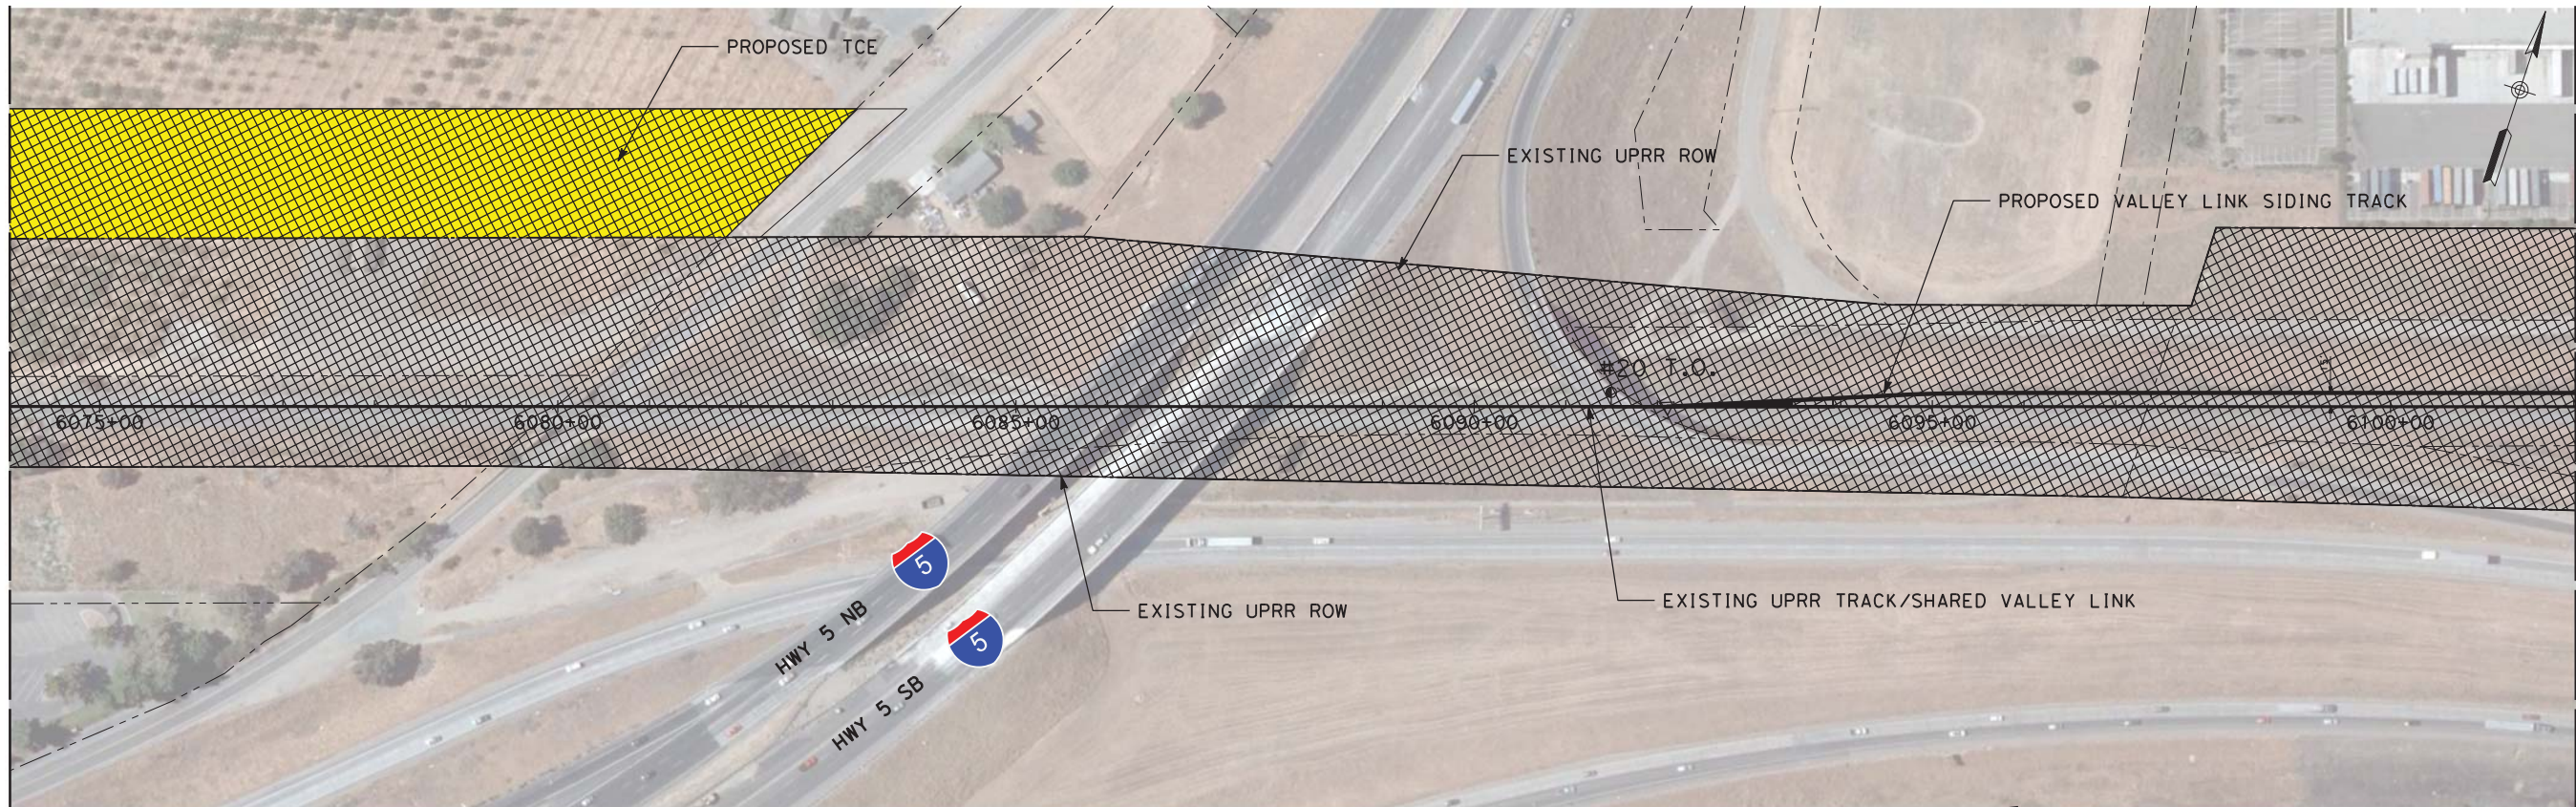 PROPOSED TCE
EXISTING UPRR ROW
PROPOSED VALLEY LINK SIDING TRACK
#20 T.O.
6075+00
6080+00
6085+00
6090+00
6095+00
6100+00
5
5
HWY 5 NB
HWY 5 SB
EXISTING UPRR ROW
EXISTING UPRR TRACK/SHARED VALLEY LINK